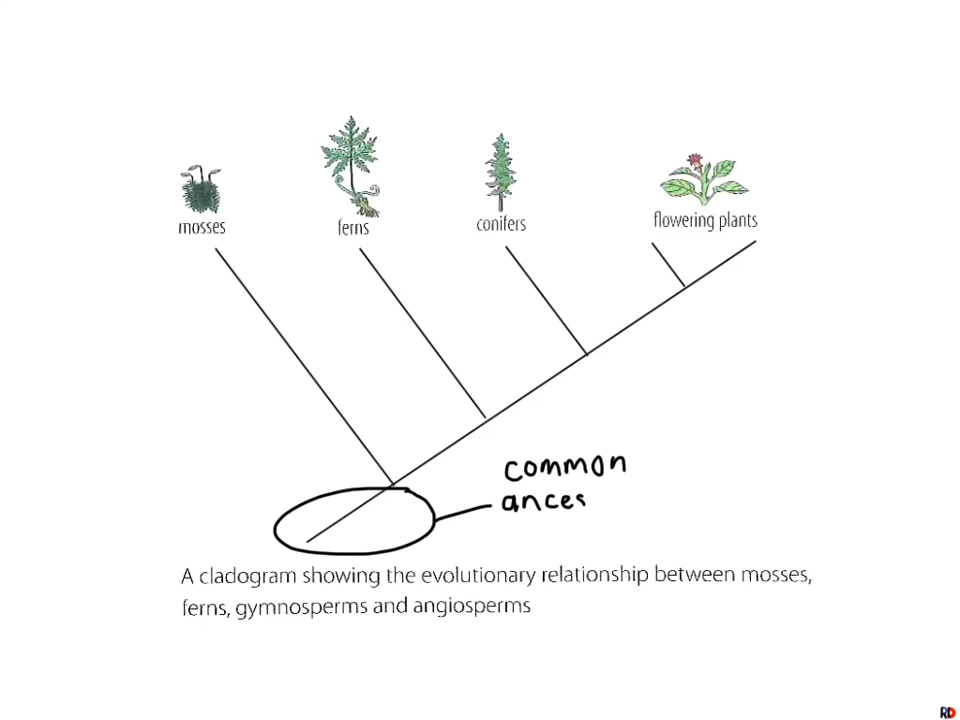 mosses
ferns
conifers
flowering plants
common
ances
A cladogram showing the evolutionary relationship between mosses,
ferns, gymnosperms and angiosperms
RD